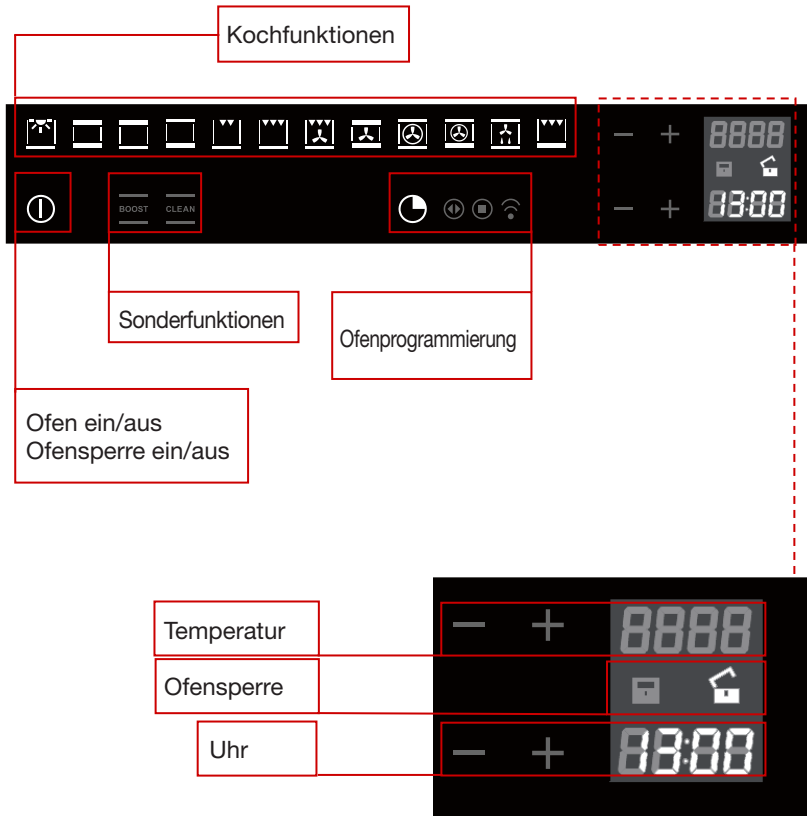 Kochfunktionen
8888
BOOST CLEAN
13:00
Sonderfunktionen
Ofenprogrammierung
Ofen ein/aus
Ofensperre ein/aus
Temperatur
8888
Ofensperre
Uhr
13:00